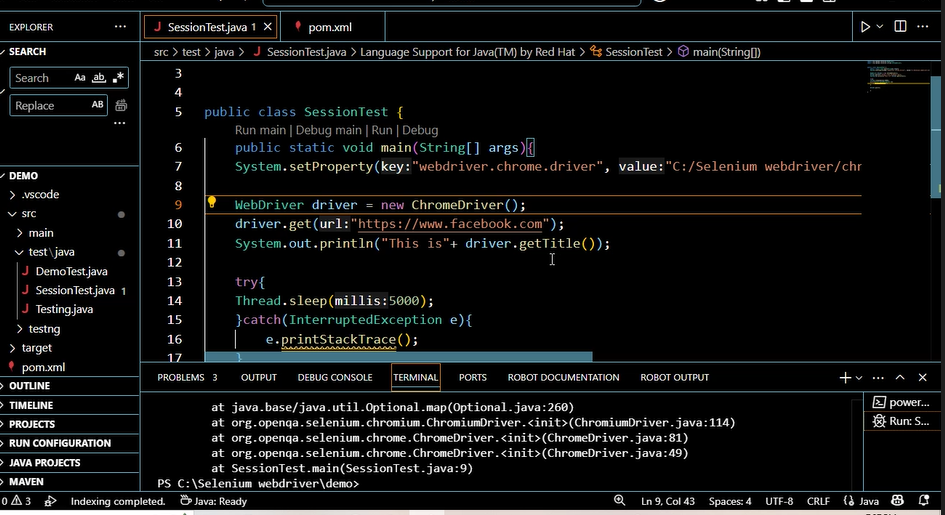 EXPLORER ...
SessionTest.java 1 ×
pom.xml
SEARCH
Search Aa ab .*
Replace AB
...
src > test > java > SessionTest.java > Language Support for Java(TM) by Red Hat > SessionTest > main(String[])
3
4
5 public class SessionTest {
Run main | Debug main | Run | Debug
6 public static void main(String[] args){
7 System.setProperty(key:"webdriver.chrome.driver", value:"C:/Selenium webdriver/chr
8
9 WebDriver driver = new ChromeDriver();
10 driver.get(url:"https://www.facebook.com");
11 System.out.println("This is"+ driver.getTitle());
12
13 try{
14 Thread.sleep(millis:5000);
15 }catch(InterruptedException e){
16 e.printStackTrace();
17 }
DEMO
> .vscode
src
> main
test\java
J DemoTest.java
J SessionTest.java 1
J Testing.java
> testng
> target
pom.xml
> OUTLINE
> TIMELINE
> PROJECTS
> RUN CONFIGURATION
> JAVA PROJECTS
> MAVEN
PROBLEMS 3 OUTPUT DEBUG CONSOLE TERMINAL PORTS ROBOT DOCUMENTATION ROBOT OUTPUT
at java.base/java.util.Optional.map(Optional.java:260)
at org.openqa.selenium.chromium.ChromiumDriver.<init>(ChromiumDriver.java:114)
at org.openqa.selenium.chrome.ChromeDriver.<init>(ChromeDriver.java:81)
at org.openqa.selenium.chrome.ChromeDriver.<init>(ChromeDriver.java:49)
at SessionTest.main(SessionTest.java:9)
PS C:\Selenium webdriver\demo>
power...
Run: S...
0 3 Indexing completed. Java: Ready Ln 9, Col 43 Spaces: 4 UTF-8 CRLF Java